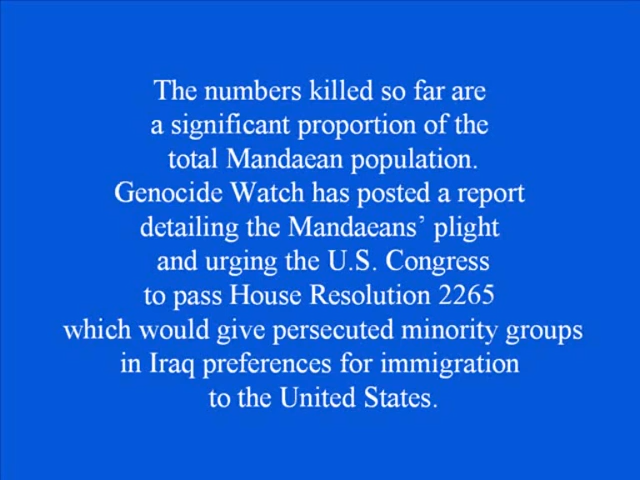 The numbers killed so far are
a significant proportion of the
total Mandaean population.
Genocide Watch has posted a report
detailing the Mandaeans’ plight
and urging the U.S. Congress
to pass House Resolution 2265
which would give persecuted minority groups
in Iraq preferences for immigration
to the United States.